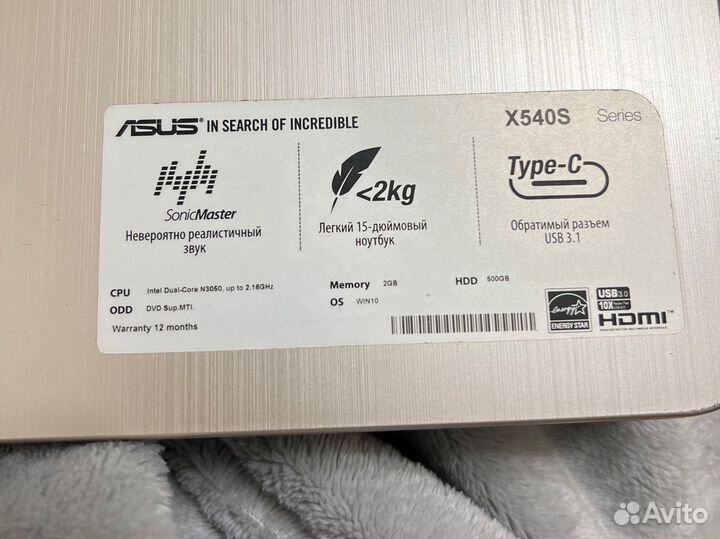 ASUS IN SEARCH OF INCREDIBLE
X540S Series
SonicMaster
Невероятно реалистичный
звук
<2kg
Легкий 15-дюймовый
ноутбук
Type-C
Обратимый разъем
USB 3.1
CPU Intel Dual-Core N3050, up to 2.16GHz
Memory 2GB
HDD 500GB
ODD DVD Sup.MTI.
OS WIN10
Warranty 12 months
energy
ENERGY STAR
USB3.0
10X
HDMI
Avito